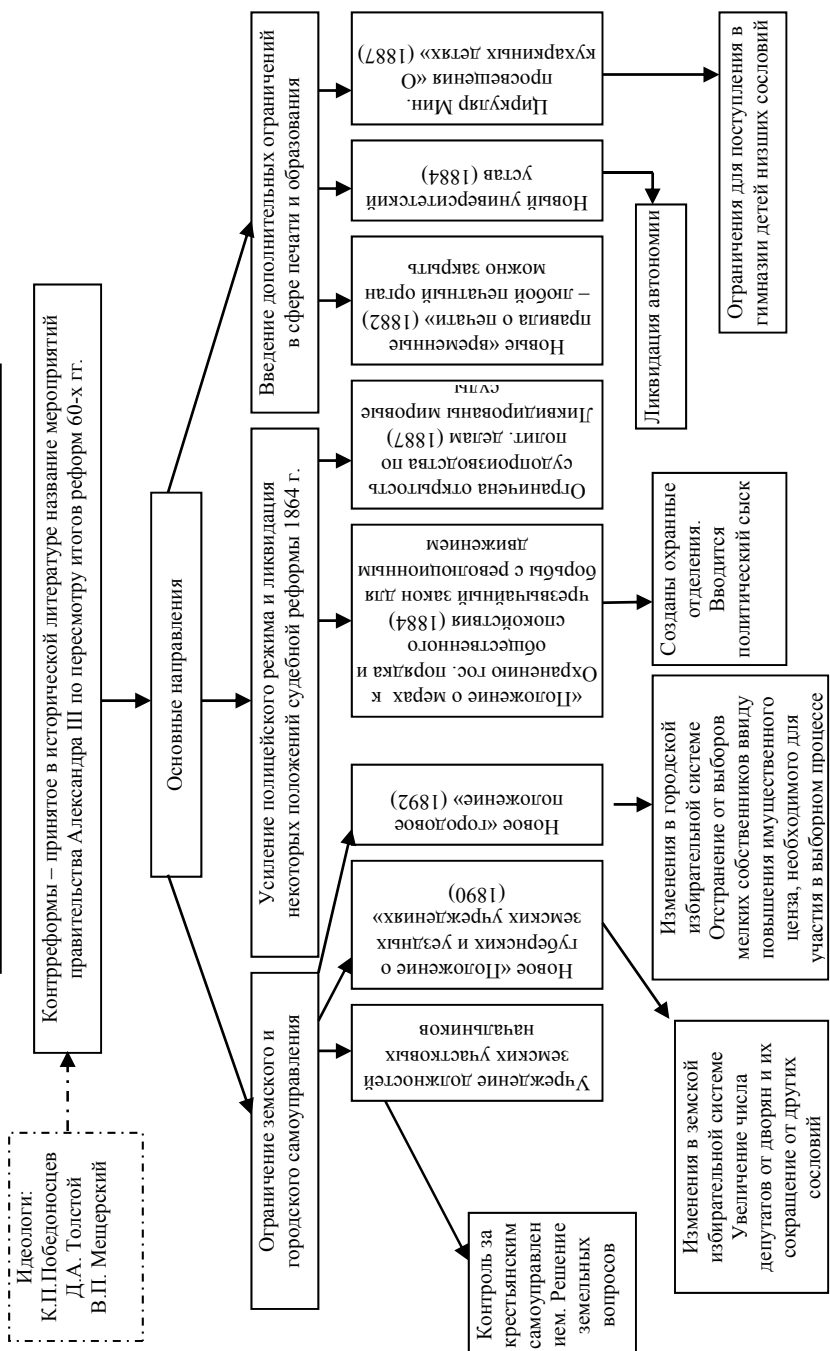 Идеологи:
К.П.Победоносцев
Д.А. Толстой
В.П. Мещерский
Контрреформы – принятое в исторической литературе название мероприятий
правительства Александра III по пересмотру итогов реформ 60-х гг.
Основные направления
Ограничение земского и
городского самоуправления
Усиление полицейского режима и ликвидация
некоторых положений судебной реформы 1864 г.
Введение дополнительных ограничений
в сфере печати и образования
Учреждение должностей
земских участковых
начальников
Новое «Положение о
губернских и уездных
земских учреждениях»
(1890)
Новое «городовое
положение» (1892)
«Положение о мерах к
Охранению гос. порядка и
общественного
спокойствия (1884)
чрезвычайный закон для
борьбы с революционным
движением
Ограничена открытость
судопроизводства по
полит. делам (1887)
Ликвидированы мировые
суды
Новые «временные
правила о печати» (1882)
– любой печатный орган
можно закрыть
Новый университетский
устав (1884)
Циркуляр Мин.
просвещения «О
кухаркиных детях» (1887)
Контроль за
крестьянским
самоуправлен
ием. Решение
земельных
вопросов
Изменения в земской
избирательной системе
Увеличение числа
депутатов от дворян и их
сокращение от других
сословий
Изменения в городской
избирательной системе
Отстранение от выборов
мелких собственников ввиду
повышения имущественного
ценза, необходимого для
участия в выборном процессе
Созданы охранные
отделения.
Вводится
политический сыск
Ликвидация автономии
Ограничения для поступления в
гимназии детей низших сословий